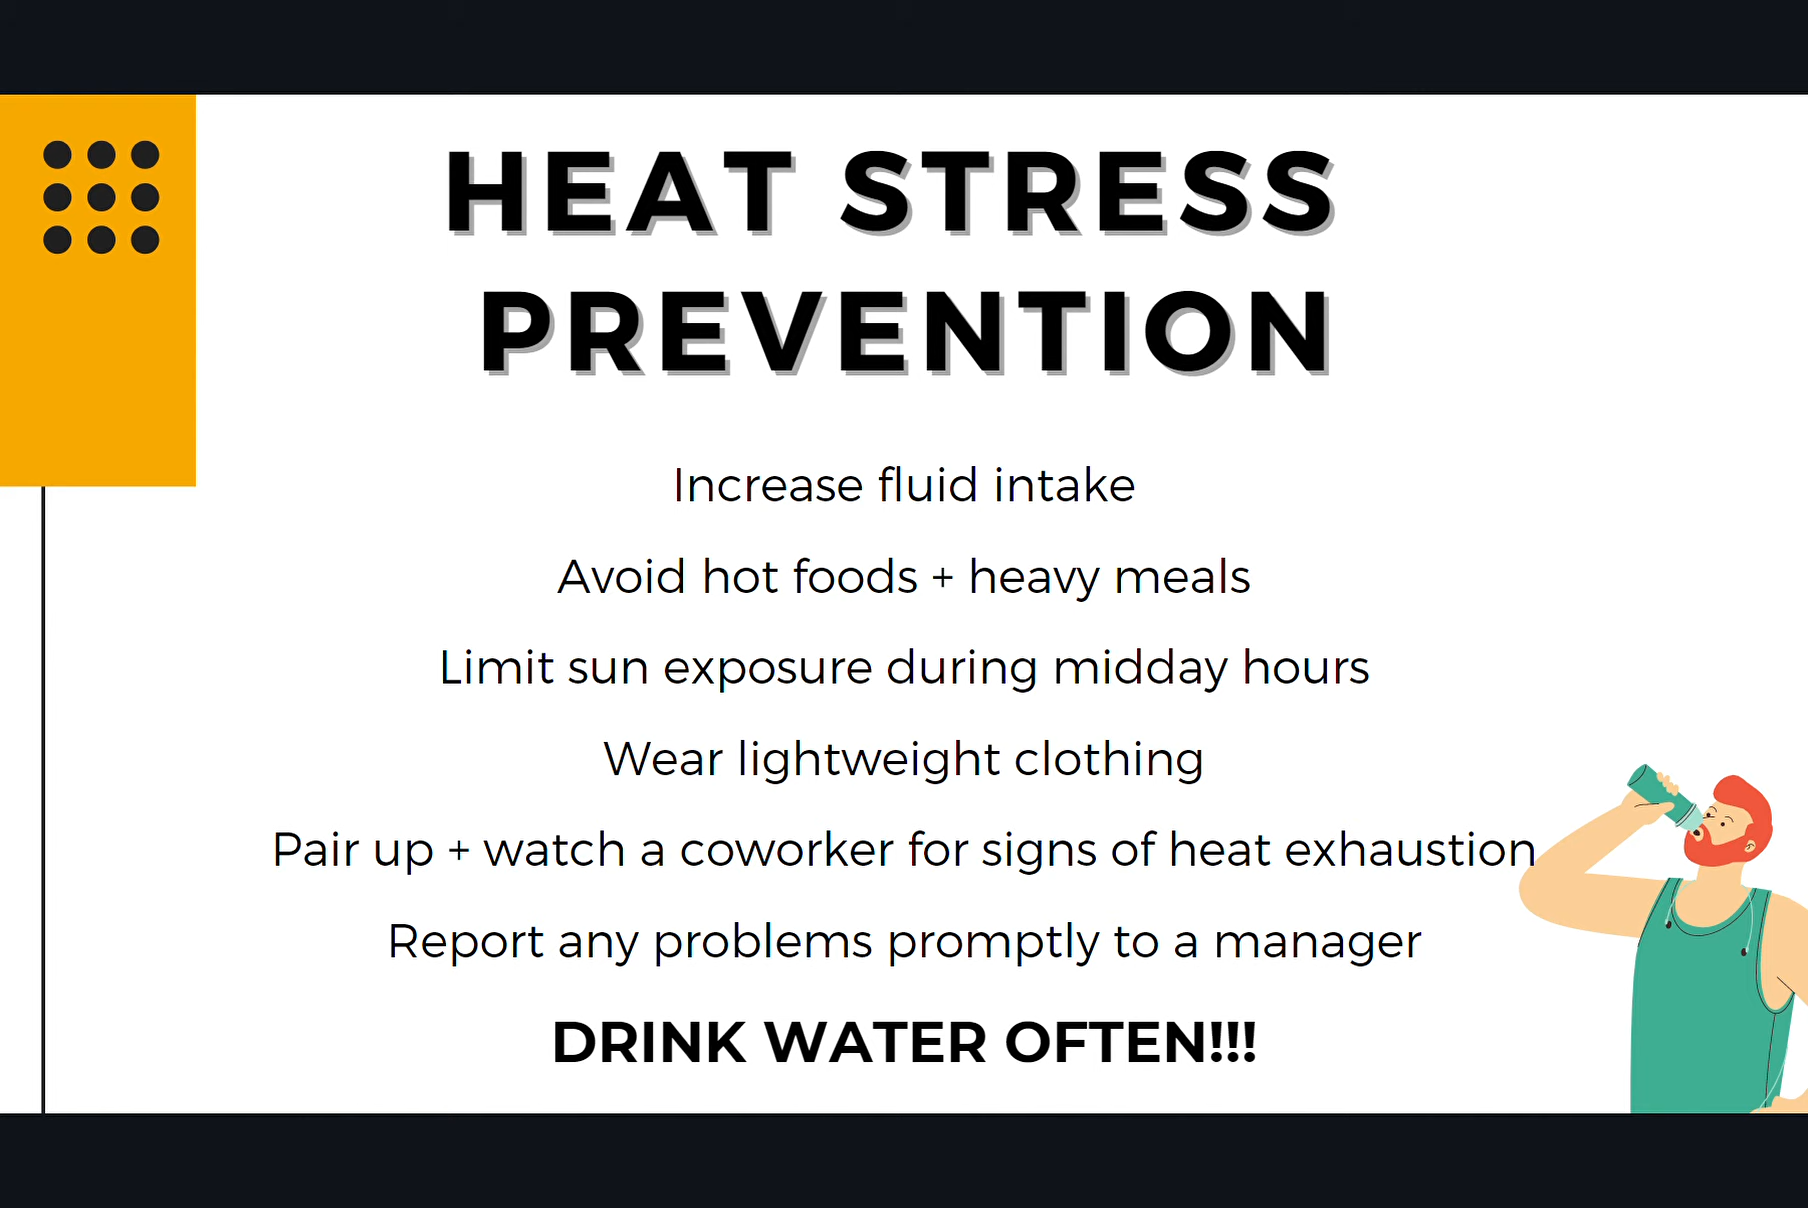 HEAT STRESS
PREVENTION
Increase fluid intake
Avoid hot foods + heavy meals
Limit sun exposure during midday hours
Wear lightweight clothing
Pair up + watch a coworker for signs of heat exhaustion
Report any problems promptly to a manager
DRINK WATER OFTEN!!!